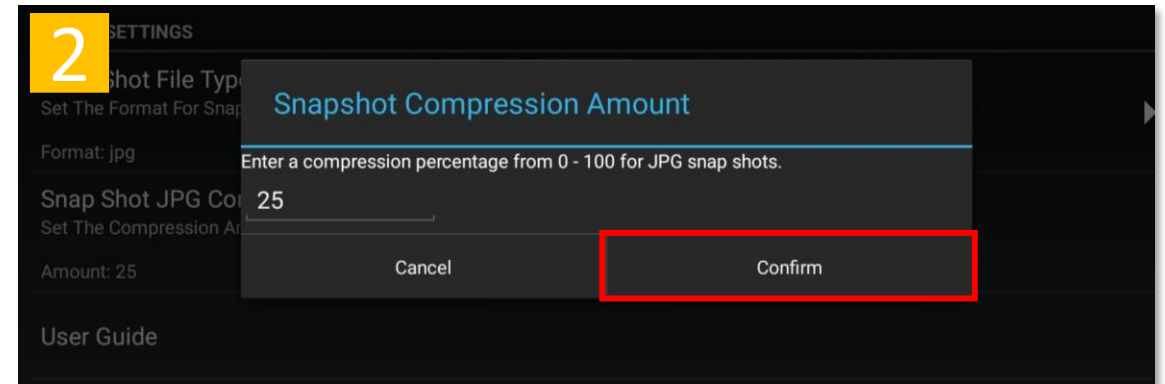 2
SETTINGS
Shot File Typ
Set The Format For Snap
Format: jpg
Snapshot Compression Amount
Enter a compression percentage from 0 - 100 for JPG snap shots.
25
Snap Shot JPG Co
Set The Compression A
Amount: 25
Cancel
Confirm
User Guide